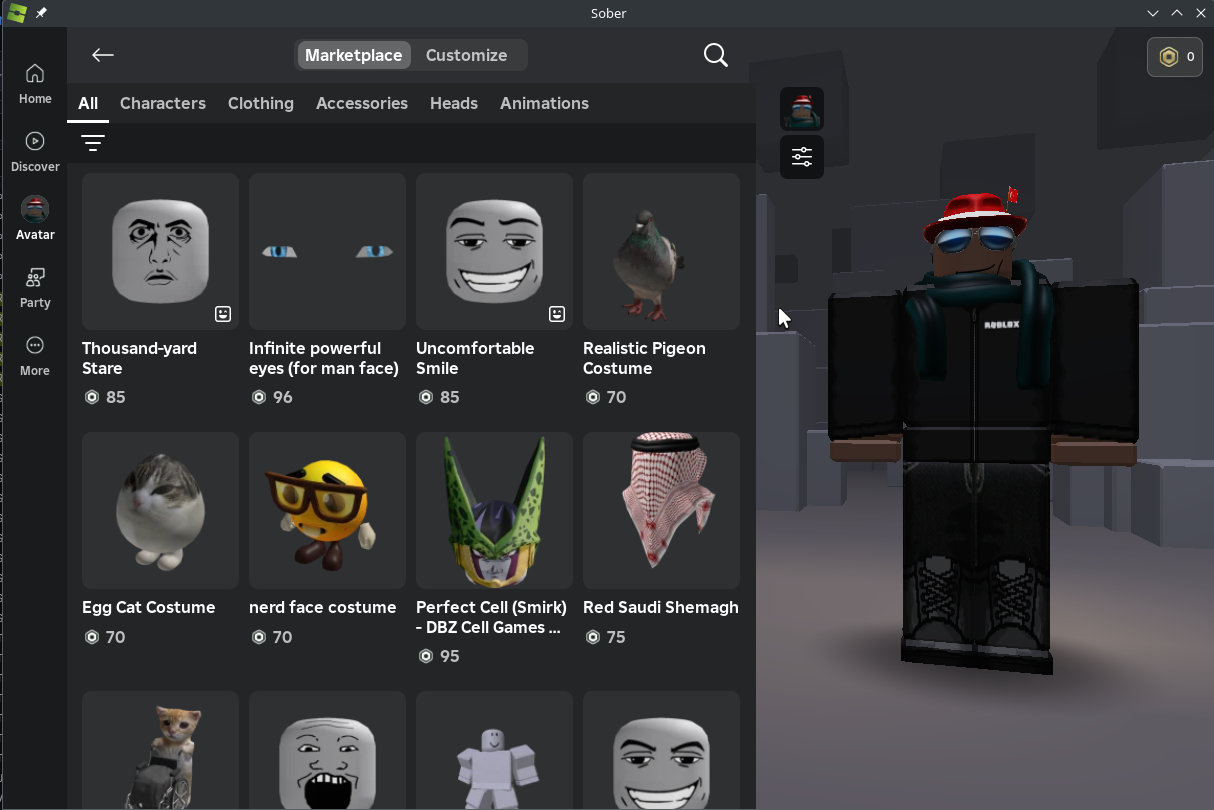 Sober
Marketplace
Customize
0
Home
Discover
Avatar
Party
More
All
Characters
Clothing
Accessories
Heads
Animations
Thousand-yard
Stare
85
Infinite powerful
eyes (for man face)
96
Uncomfortable
Smile
85
Realistic Pigeon
Costume
70
Egg Cat Costume
70
nerd face costume
70
Perfect Cell (Smirk)
- DBZ Cell Games ...
95
Red Saudi Shemagh
75
ROBLOX